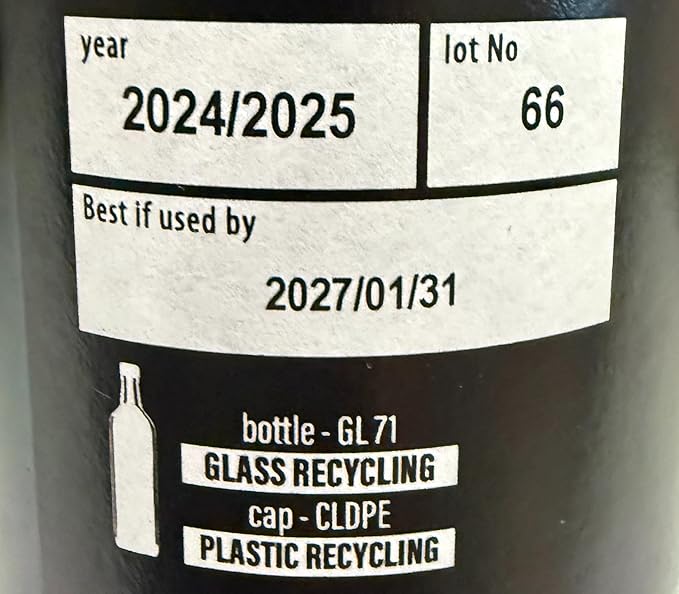 year
lot No
2024/2025
66
Best if used by
2027/01/31
bottle - GL 71
GLASS RECYCLING
cap - CLDPE
PLASTIC RECYCLING